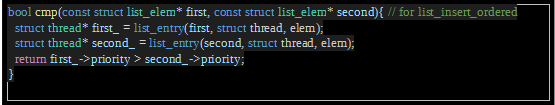 bool cmp(const struct list_elem* first, const struct list_elem* second){ // for list_insert_ordered
  struct thread* first_ = list_entry(first, struct thread, elem);
  struct thread* second_ = list_entry(second, struct thread, elem);
  return first_->priority > second_->priority;
}